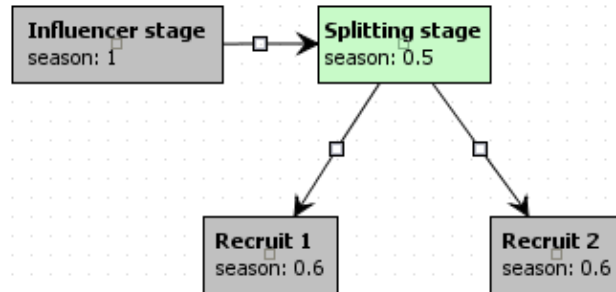 Influencer stage
season: 1
Splitting stage
season: 0.5
Recruit 1
season: 0.6
Recruit 2
season: 0.6